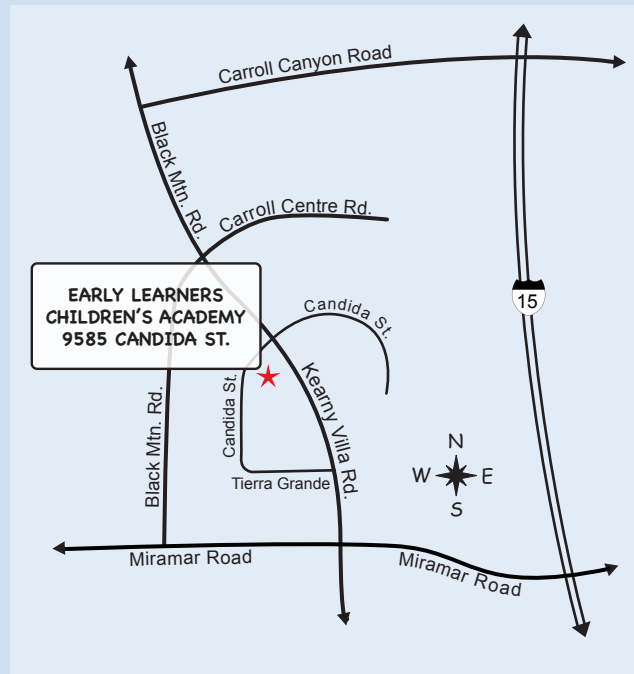 Carroll Canyon Road
Black Mtn. Rd.
Carroll Centre Rd.
EARLY LEARNERS
CHILDREN'S ACADEMY
9585 CANDIDA ST.
15
Candida St.
Candida St.
Kearny Villa Rd.
Black Mtn. Rd.
Tierra Grande
N
W E
S
Miramar Road
Miramar Road